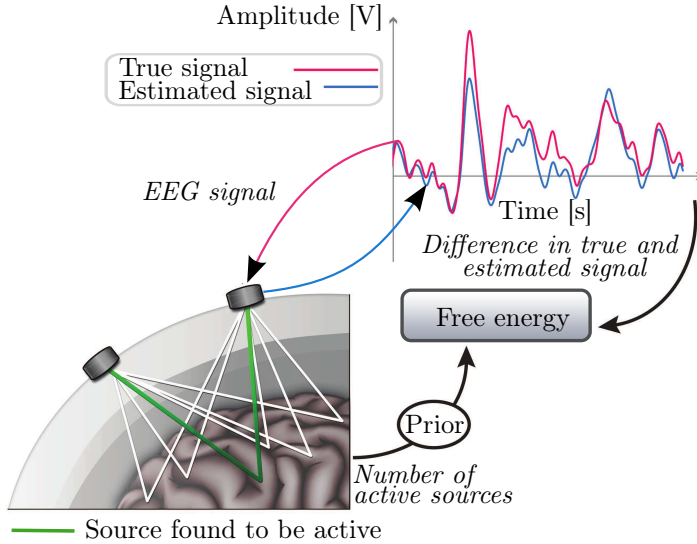 Amplitude [V]
True signal
Estimated signal
EEG signal
Time [s]
Difference in true and
estimated signal
Free energy
Prior
Number of
active sources
Source found to be active